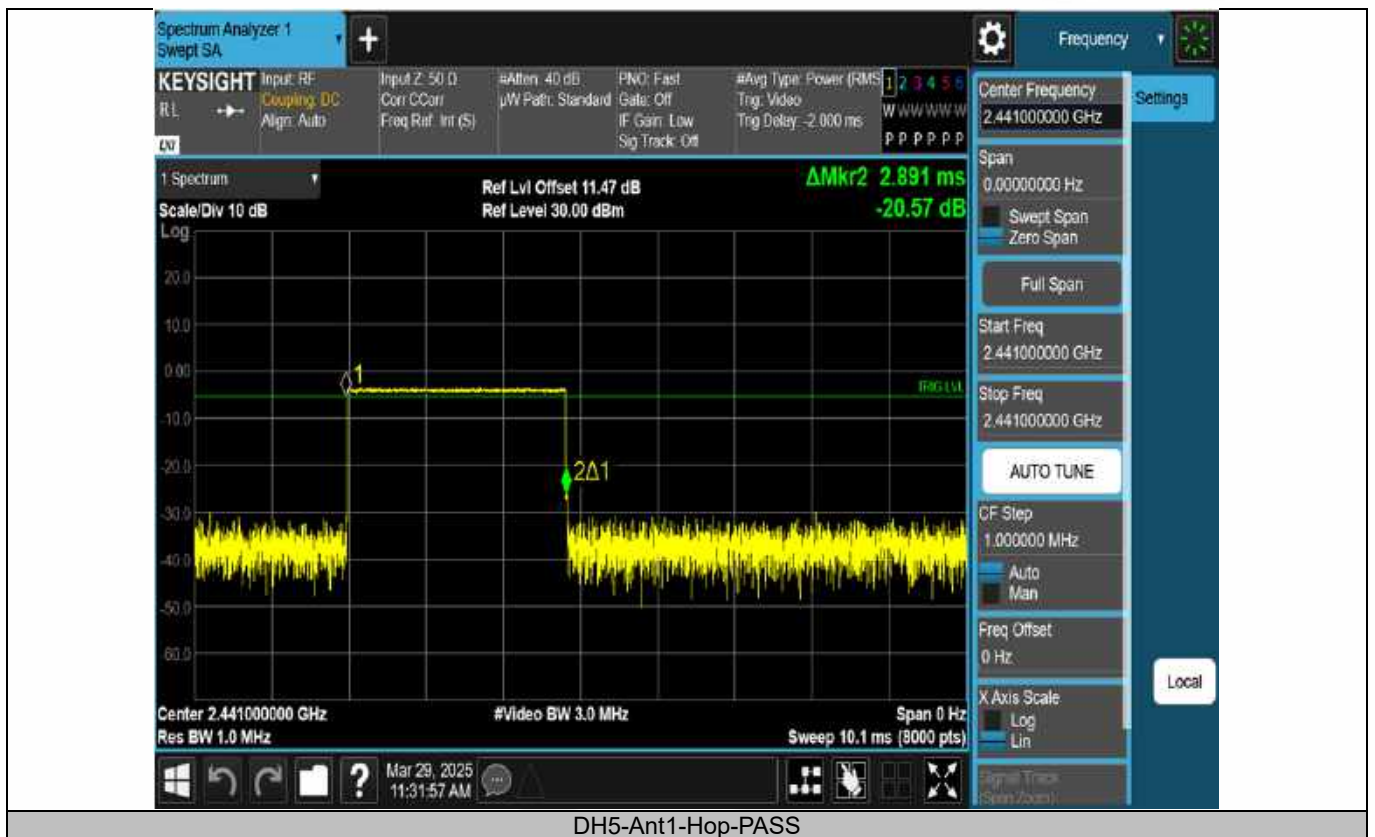 Spectrum Analyzer 1
Swept SA
+
Frequency
KEYSIGHT
RL
LXI
Input: RF
Coupling: DC
Align: Auto
Input Z: 50 Ω
Corr CCorr
Freq Ref: Int (S)
#Atten: 40 dB
µW Path: Standard
PNO: Fast
Gate: Off
IF Gain: Low
Sig Track: Off
#Avg Type: Power (RMS
Trig: Video
Trig Delay: -2.000 ms
1 2 3 4 5 6
W W W W W W
P P P P P P
1 Spectrum
Scale/Div 10 dB
Log
Ref Lvl Offset 11.47 dB
Ref Level 30.00 dBm
ΔMkr2 2.891 ms
-20.57 dB
20.0
10.0
0.00
-10.0
-20.0
-30.0
-40.0
-50.0
-60.0
1
2Δ1
TRIG LVL
Center 2.441000000 GHz
Res BW 1.0 MHz
#Video BW 3.0 MHz
Span 0 Hz
Sweep 10.1 ms (8000 pts)
?
Mar 29, 2025
11:31:57 AM
Center Frequency
2.441000000 GHz
Settings
Span
0.00000000 Hz
Swept Span
Zero Span
Full Span
Start Freq
2.441000000 GHz
Stop Freq
2.441000000 GHz
AUTO TUNE
CF Step
1.000000 MHz
Auto
Man
Freq Offset
0 Hz
X Axis Scale
Log
Lin
Signal Track
(Span Zoom)
Local
DH5-Ant1-Hop-PASS